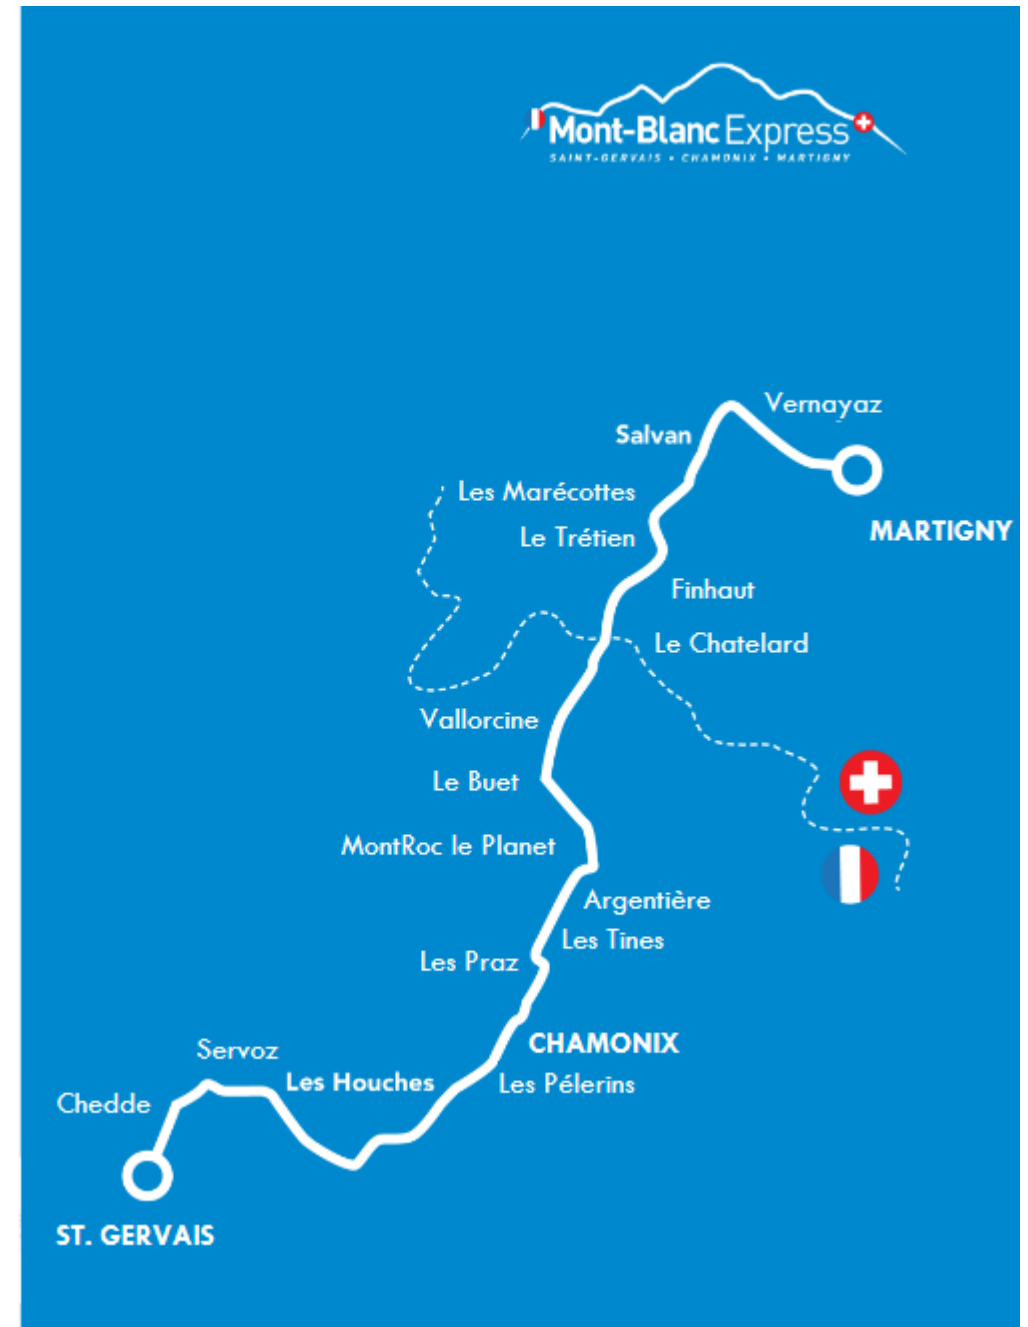 Mont-Blanc Express
SAINT-GERVAIS • CHAMONIX • MARTIGNY
Vernayaz
Salvan
Les Marécottes
MARTIGNY
Le Trétien
Finhaut
Le Chatelard
Vallorcine
Le Buet
MontRoc le Planet
Argentière
Les Tines
Les Praz
CHAMONIX
Servoz
Les Houches
Les Pélerins
Chedde
ST. GERVAIS